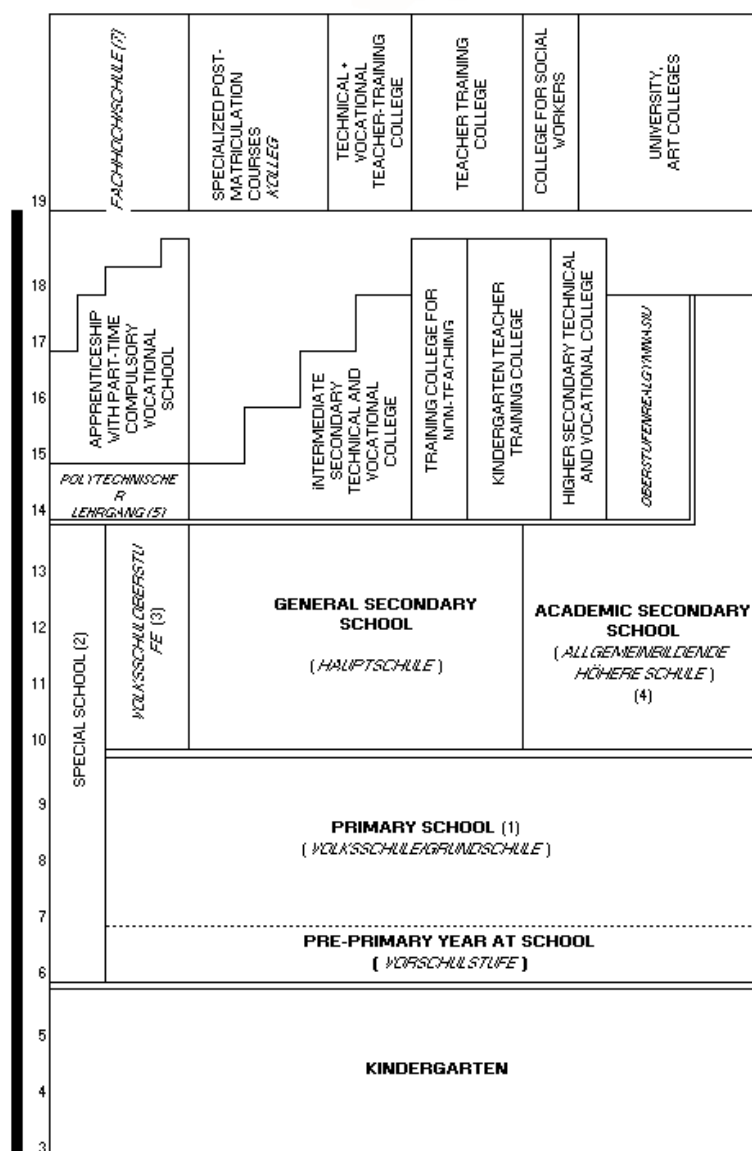 FACHHOCHSCHULE (7)
SPECIALIZED POST-
MATRICULATION
COURSES
KOLLEG
TECHNICAL +
VOCATIONAL
TEACHER-TRAINING
COLLEGE
TEACHER TRAINING
COLLEGE
COLLEGE FOR SOCIAL
WORKERS
UNIVERSITY,
ART COLLEGES
19
18
17
16
15
14
APPRENTICESHIP
WITH PART-TIME
COMPULSORY
VOCATIONAL
SCHOOL
INTERMEDIATE
SECONDARY
TECHNICAL AND
VOCATIONAL
COLLEGE
TRAINING COLLEGE FOR
NON-TEACHING
KINDERGARTEN TEACHER
TRAINING COLLEGE
HIGHER SECONDARY TECHNICAL
AND VOCATIONAL COLLEGE
OBERSTUFENREALGYMNASIU
POLYTECHNISCHE
R
LEHRGANG (5)
13
12
11
10
SPECIAL SCHOOL (2)
VOLKSSCHULOBERSTU
FE (3)
GENERAL SECONDARY
SCHOOL
( HAUPTSCHULE )
ACADEMIC SECONDARY
SCHOOL
( ALLGEMEINBILDENDE
HÖHERE SCHULE )
(4)
9
8
7
6
PRIMARY SCHOOL (1)
( VOLKSSCHULE/GRUNDSCHULE )
PRE-PRIMARY YEAR AT SCHOOL
( VORSCHULSTUFE )
5
4
3
KINDERGARTEN